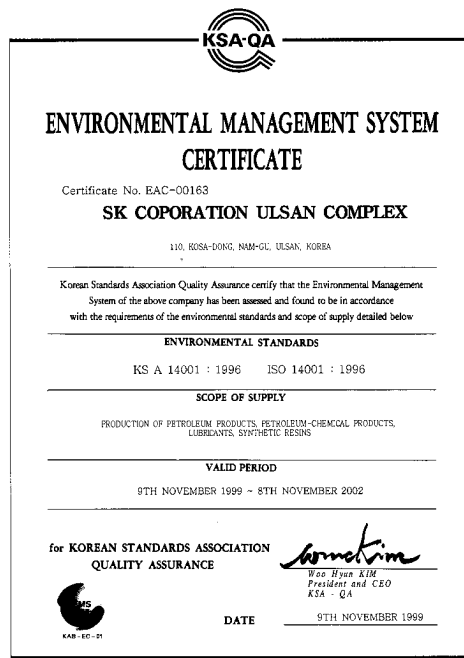 KSA-QA
ENVIRONMENTAL MANAGEMENT SYSTEM
CERTIFICATE
Certificate No. EAC-00163
SK COPORATION ULSAN COMPLEX
110, KOSA-DONG, NAM-GU, ULSAN, KOREA
Korean Standards Association Quality Assurance certify that the Environmental Management
System of the above company has been assessed and found to be in accordance
with the requirements of the environmental standards and scope of supply detailed below
ENVIRONMENTAL STANDARDS
KS A 14001 : 1996 ISO 14001 : 1996
SCOPE OF SUPPLY
PRODUCTION OF PETROLEUM PRODUCTS, PETROLEUM-CHEMICAL PRODUCTS,
LUBRICANTS, SYNTHETIC RESINS
VALID PERIOD
9TH NOVEMBER 1999 ~ 8TH NOVEMBER 2002
for KOREAN STANDARDS ASSOCIATION
QUALITY ASSURANCE
Woo Hyun KIM
President and CEO
KSA - QA
KAB - EC - 01
DATE 9TH NOVEMBER 1999